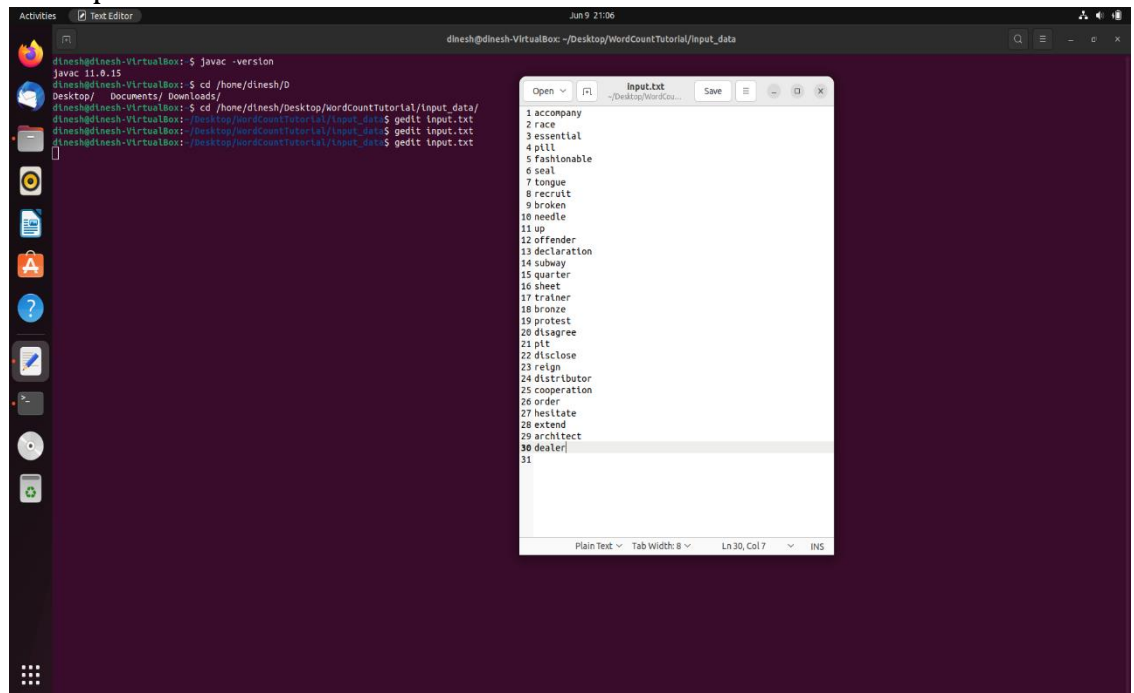 Activities Text Editor Jun 9 21:06
dinesh@dinesh-VirtualBox: ~/Desktop/WordCountTutorial/input_data
dinesh@dinesh-VirtualBox:~$ javac -version
javac 11.0.15
dinesh@dinesh-VirtualBox:~$ cd /home/dinesh/D
Desktop/ Documents/ Downloads/
dinesh@dinesh-VirtualBox:~$ cd /home/dinesh/Desktop/WordCountTutorial/input_data/
dinesh@dinesh-VirtualBox:~/Desktop/WordCountTutorial/input_data$ gedit input.txt
dinesh@dinesh-VirtualBox:~/Desktop/WordCountTutorial/input_data$ gedit input.txt
dinesh@dinesh-VirtualBox:~/Desktop/WordCountTutorial/input_data$ gedit input.txt
Open input.txt Save
~/Desktop/WordCou...
1 accompany
2 race
3 essential
4 pill
5 fashionable
6 seal
7 tongue
8 recruit
9 broken
10 needle
11 up
12 offender
13 declaration
14 subway
15 quarter
16 sheet
17 trainer
18 bronze
19 protest
20 disagree
21 pit
22 disclose
23 reign
24 distributor
25 cooperation
26 order
27 hesitate
28 extend
29 architect
30 dealer
31
Plain Text Tab Width: 8 Ln 30, Col 7 INS